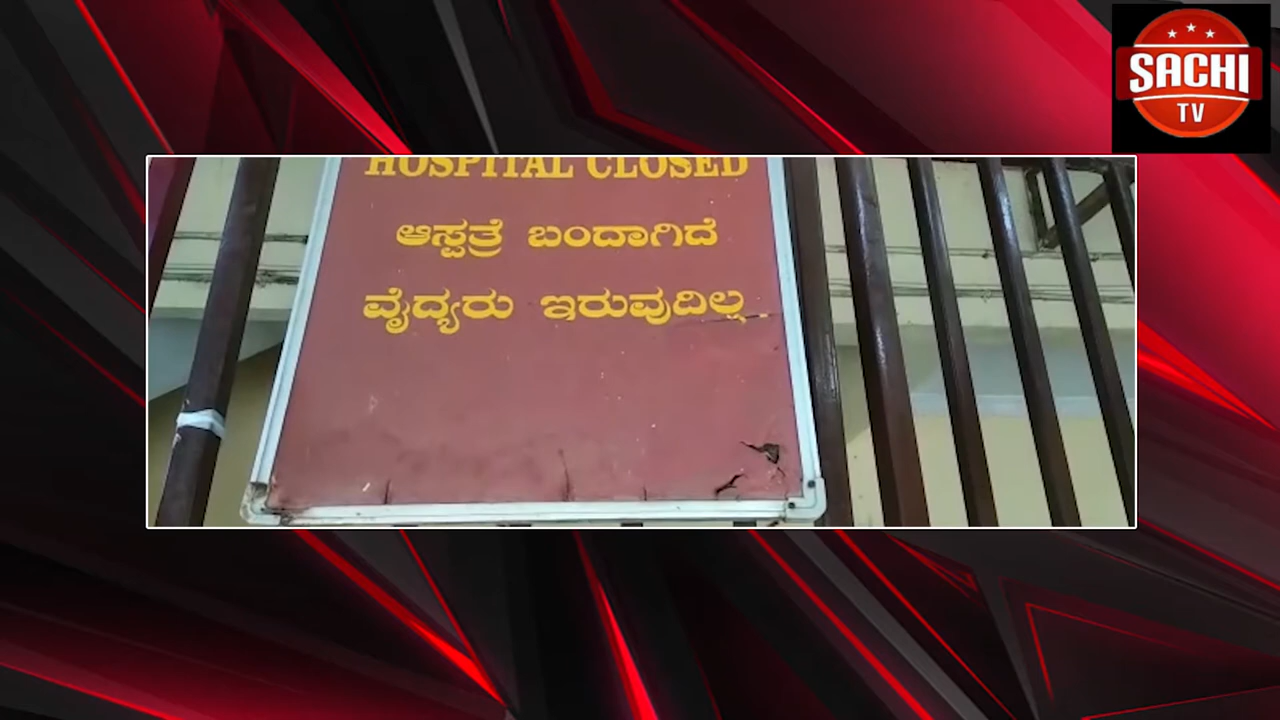 SACHI
TV
HOSPITAL CLOSED
ಆಸ್ಪತ್ರೆ ಬಂದಾಗಿದೆ
ವೈದ್ಯರು ಇರುವುದಿಲ್ಲ